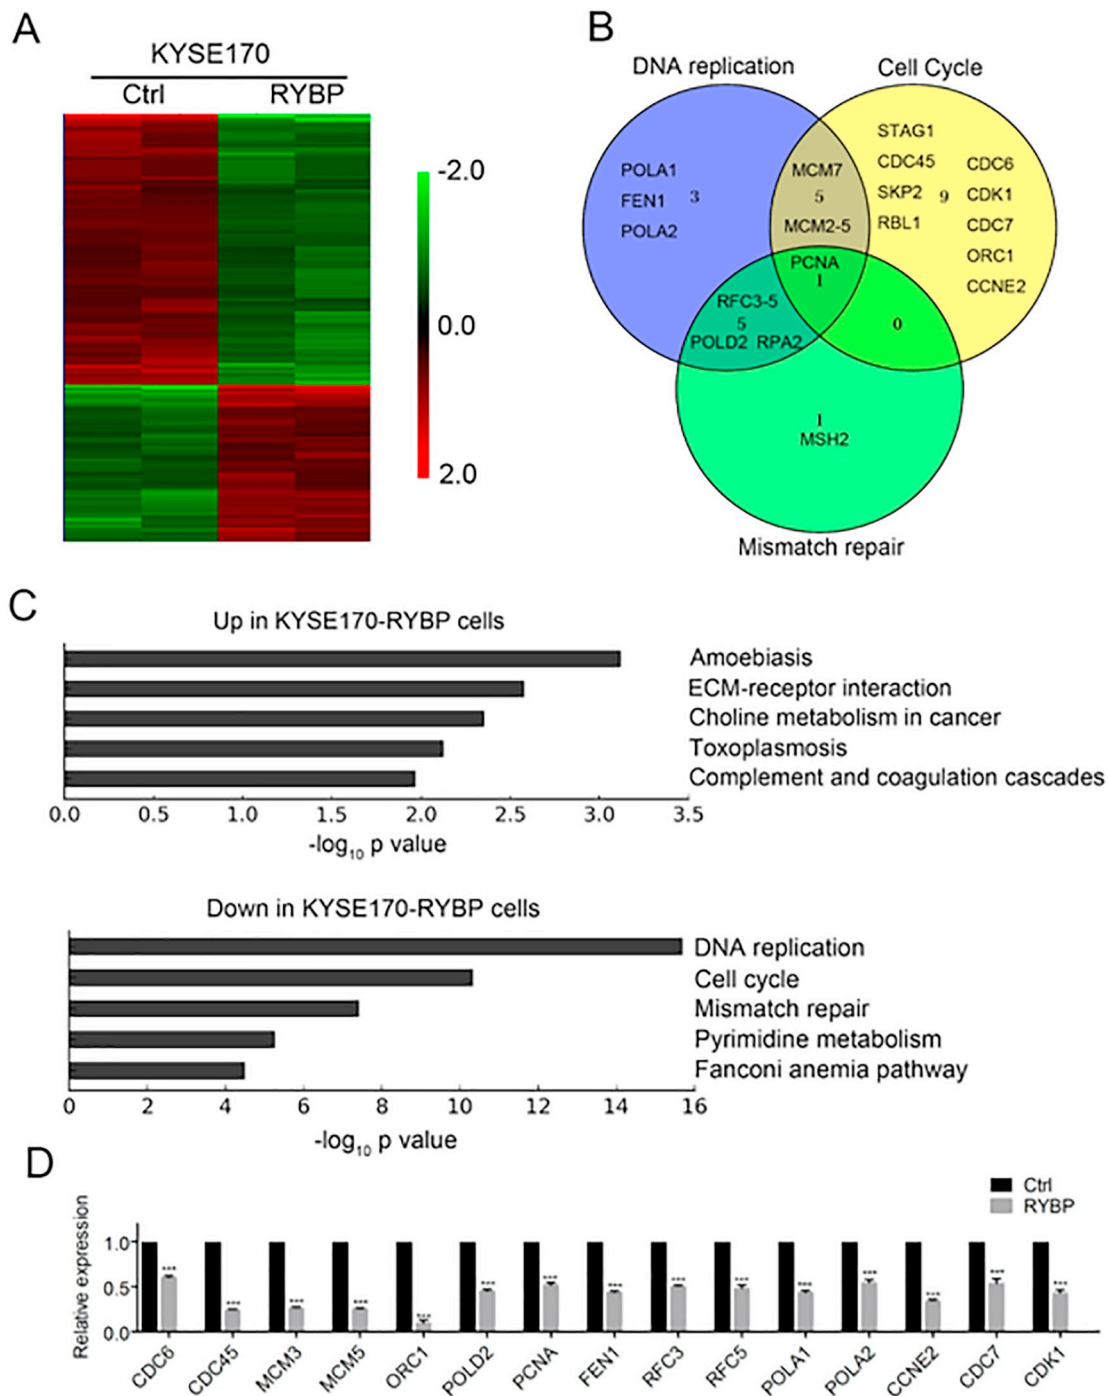 A
KYSE170
Ctrl RYBP
-2.0
0.0
2.0
B
DNA replication Cell Cycle
POLA1
FEN1 3
POLA2
MCM7
5
MCM2-5
STAG1
CDC45
SKP2 9
RBL1
CDC6
CDK1
CDC7
ORC1
CCNE2
PCNA
1
RFC3-5
5
POLD2 RPA2
0
1
MSH2
Mismatch repair
C
Up in KYSE170-RYBP cells
Amoebiasis
ECM-receptor interaction
Choline metabolism in cancer
Toxoplasmosis
Complement and coagulation cascades
0.0 0.5 1.0 1.5 2.0 2.5 3.0 3.5
-log10 p value
Down in KYSE170-RYBP cells
DNA replication
Cell cycle
Mismatch repair
Pyrimidine metabolism
Fanconi anemia pathway
0 2 4 6 8 10 12 14 16
-log10 p value
D
Ctrl
RYBP
Relative expression
1.0
0.5
0.0
*** *** *** *** *** *** *** *** *** *** *** *** *** *** ***
CDC6 CDC45 MCM3 MCM5 ORC1 POLD2 PCNA FEN1 RFC3 RFC5 POLA1 POLA2 CCNE2 CDC7 CDK1